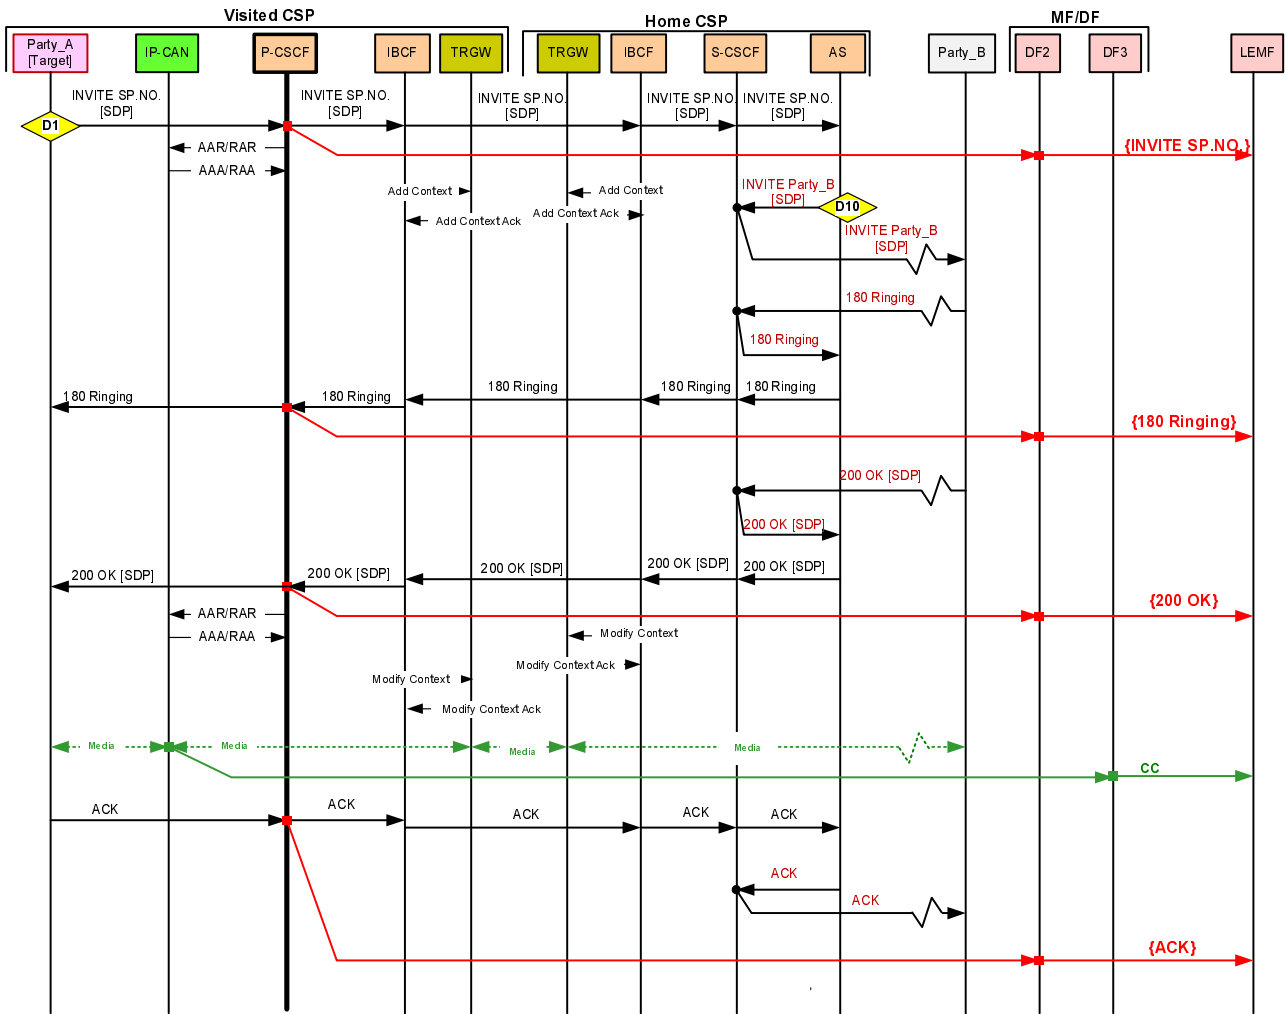 Visited CSP
Home CSP
MF/DF
Party_A
[Target]
IP-CAN
P-CSCF
IBCF
TRGW
TRGW
IBCF
S-CSCF
AS
Party_B
DF2
DF3
LEMF
INVITE SP.NO.
[SDP]
INVITE SP.NO.
[SDP]
INVITE SP.NO.
[SDP]
INVITE SP.NO.
[SDP]
INVITE SP.NO.
[SDP]
D1
AAR/RAR
{INVITE SP.NO.}
AAA/RAA
Add Context
Add Context
INVITE Party_B
[SDP]
D10
Add Context Ack
Add Context Ack
INVITE Party_B
[SDP]
180 Ringing
180 Ringing
180 Ringing
180 Ringing
180 Ringing
180 Ringing
180 Ringing
{180 Ringing}
200 OK [SDP]
200 OK [SDP]
200 OK [SDP]
200 OK [SDP]
200 OK [SDP]
200 OK [SDP]
200 OK [SDP]
{200 OK}
AAR/RAR
AAA/RAA
Modify Context
Modify Context Ack
Modify Context
Modify Context Ack
Media
Media
Media
Media
CC
ACK
ACK
ACK
ACK
ACK
ACK
ACK
{ACK}